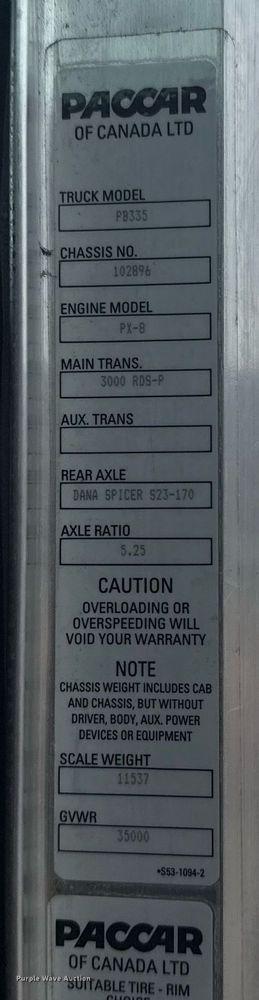 PACCAR
OF CANADA LTD
TRUCK MODEL
PB335
CHASSIS NO.
102896
ENGINE MODEL
PX-8
MAIN TRANS.
3000 RDS-P
AUX. TRANS
REAR AXLE
DANA SPICER S23-170
AXLE RATIO
5.25
CAUTION
OVERLOADING OR
OVERSPEEDING WILL
VOID YOUR WARRANTY
NOTE
CHASSIS WEIGHT INCLUDES CAB
AND CHASSIS, BUT WITHOUT
DRIVER, BODY, AUX. POWER
DEVICES OR EQUIPMENT
SCALE WEIGHT
11537
GVWR
35000
*S53-1094-2
PACCAR
OF CANADA LTD
SUITABLE TIRE - RIM
CHOICE
Purple Wave Auction